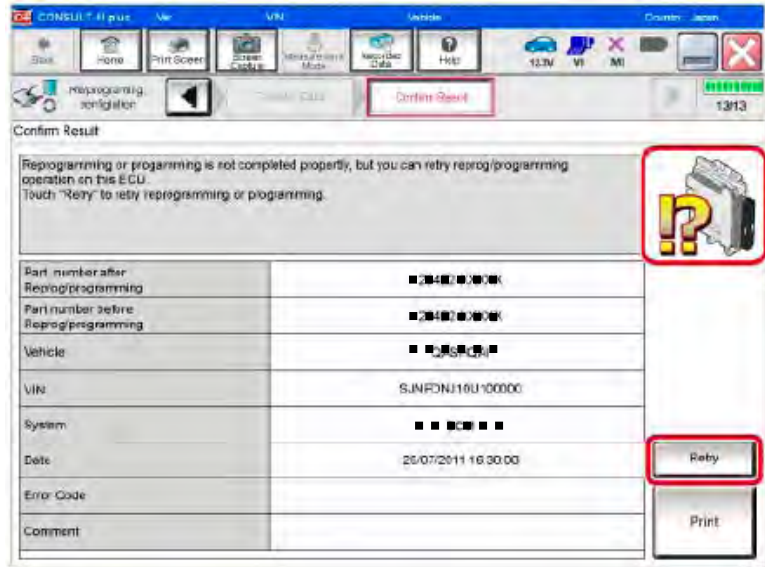 CONSULT-III plus Ver VIN Vehicle Country Japan
Back Home Print Screen Screen Capture Measurement Mode Recorded Data Help 12.3V VI MI
Confirm Result 13/13
Confirm Result
Reprogramming or progamming is not completed propertly, but you can retry reprog/programming
operation on this ECU.
Touch "Retry" to retry reprogramming or programming.
!?
Part number after
Reprog/programming
Part number before
Reprog/programming
Vehicle
VIN SJNFDNJ10U100000
System
Date 26/07/2011 16:30:00
Retry
Error Code
Print
Comment